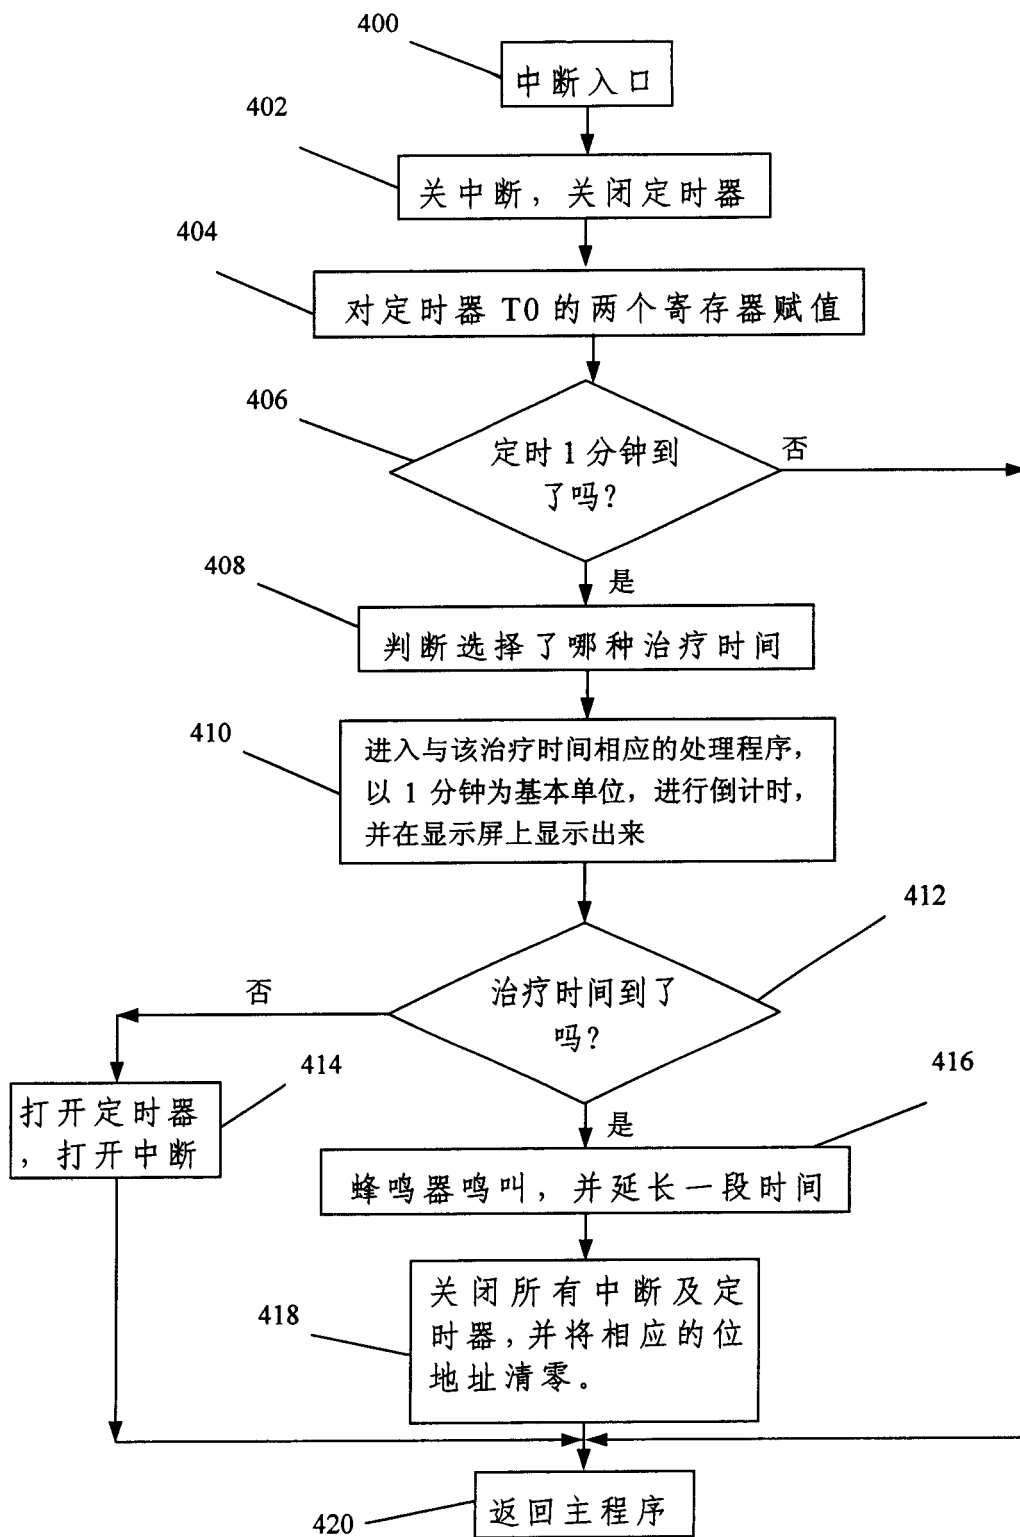 400
中断入口
402
关中断，关闭定时器
404
对定时器 T0 的两个寄存器赋值
406
定时 1 分钟到
了吗？
否
408
是
判断选择了哪种治疗时间
410
进入与该治疗时间相应的处理程序，
以 1 分钟为基本单位，进行倒计时，
并在显示屏上显示出来
412
治疗时间到了
吗？
否
414
打开定时器
，打开中断
416
是
蜂鸣器鸣叫，并延长一段时间
418
关闭所有中断及定
时器，并将相应的位
地址清零。
420
返回主程序